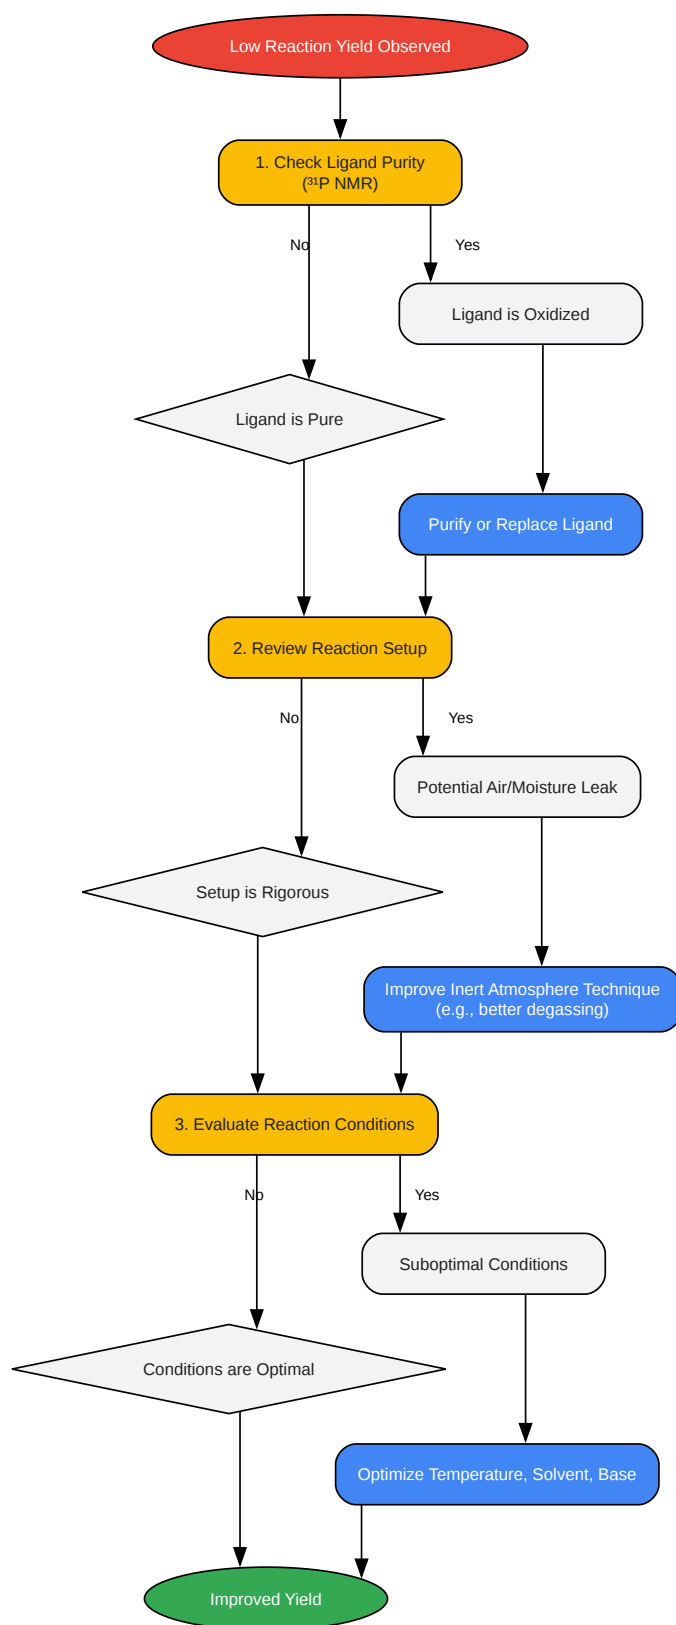 Low Reaction Yield Observed
1. Check Ligand Purity
(³¹P NMR)
No
Yes
Ligand is Oxidized
Ligand is Pure
Purify or Replace Ligand
2. Review Reaction Setup
No
Yes
Potential Air/Moisture Leak
Setup is Rigorous
Improve Inert Atmosphere Technique
(e.g., better degassing)
3. Evaluate Reaction Conditions
No
Yes
Suboptimal Conditions
Conditions are Optimal
Optimize Temperature, Solvent, Base
Improved Yield